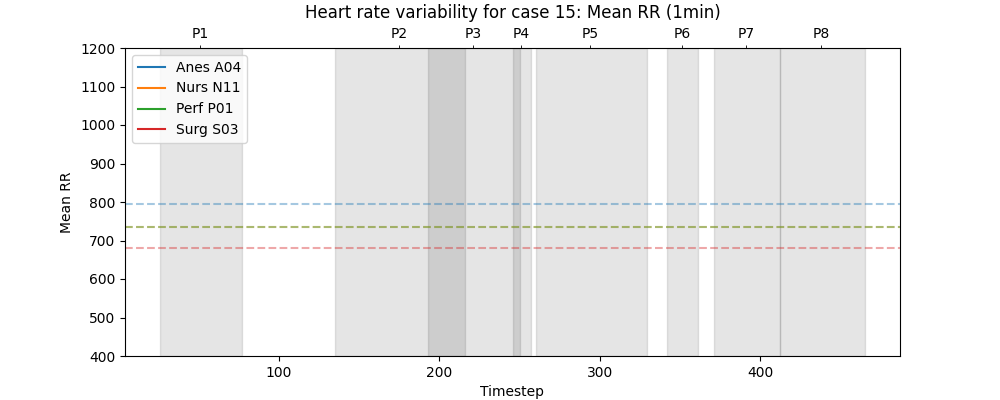 Heart rate variability for case 15: Mean RR (1min)
P1 P2 P3 P4 P5 P6 P7 P8
1200
1100
1000
900
800
700
600
500
400
Mean RR
Anes A04
Nurs N11
Perf P01
Surg S03
100 200 300 400
Timestep